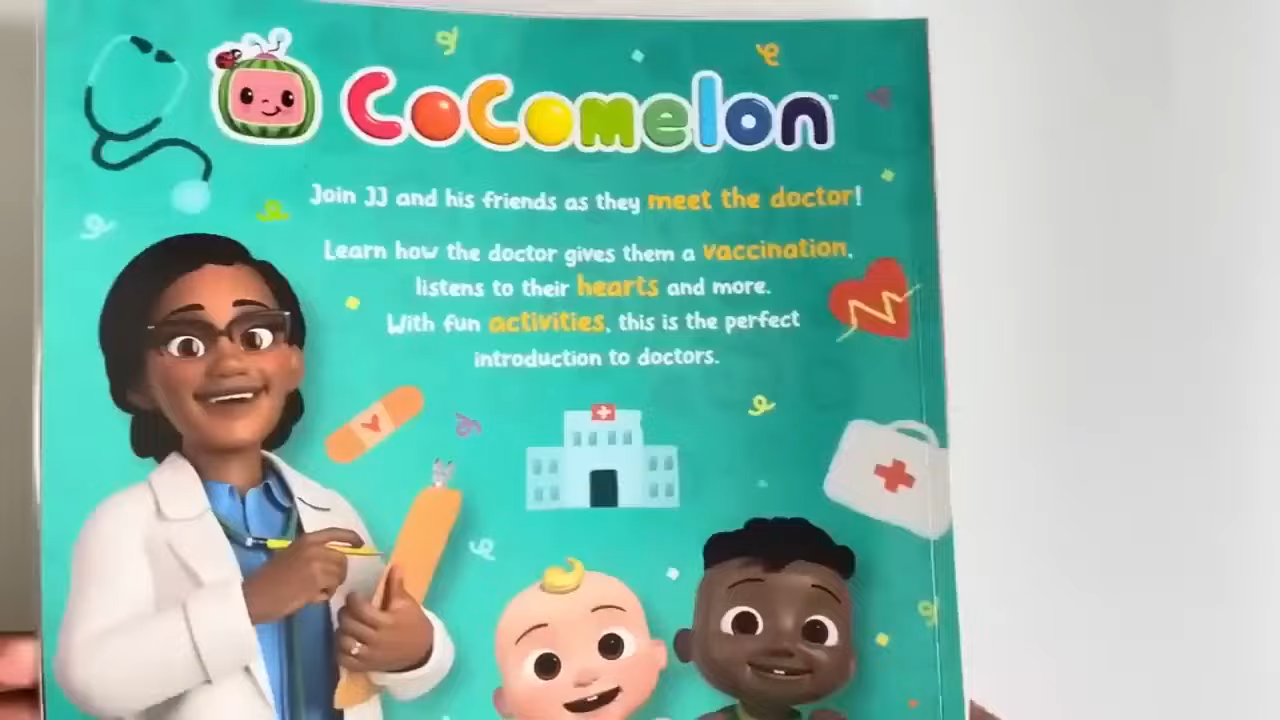 CoComelon™
Join JJ and his friends as they meet the doctor!
Learn how the doctor gives them a vaccination,
listens to their hearts and more.
With fun activities, this is the perfect
introduction to doctors.